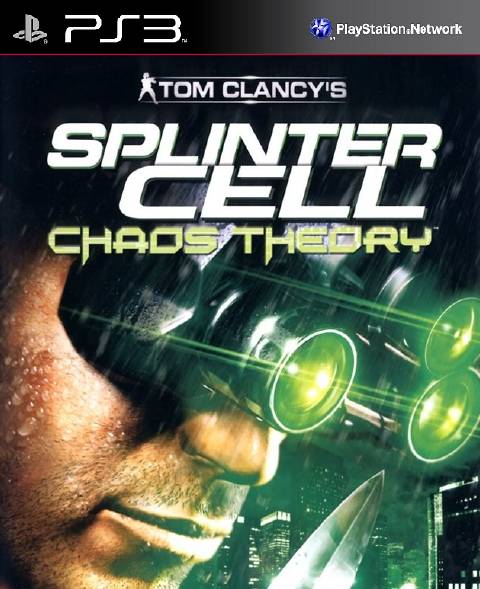 PS3
PlayStation Network
TOM CLANCY'S
SPLINTER
CELL
CHAOS THEORY